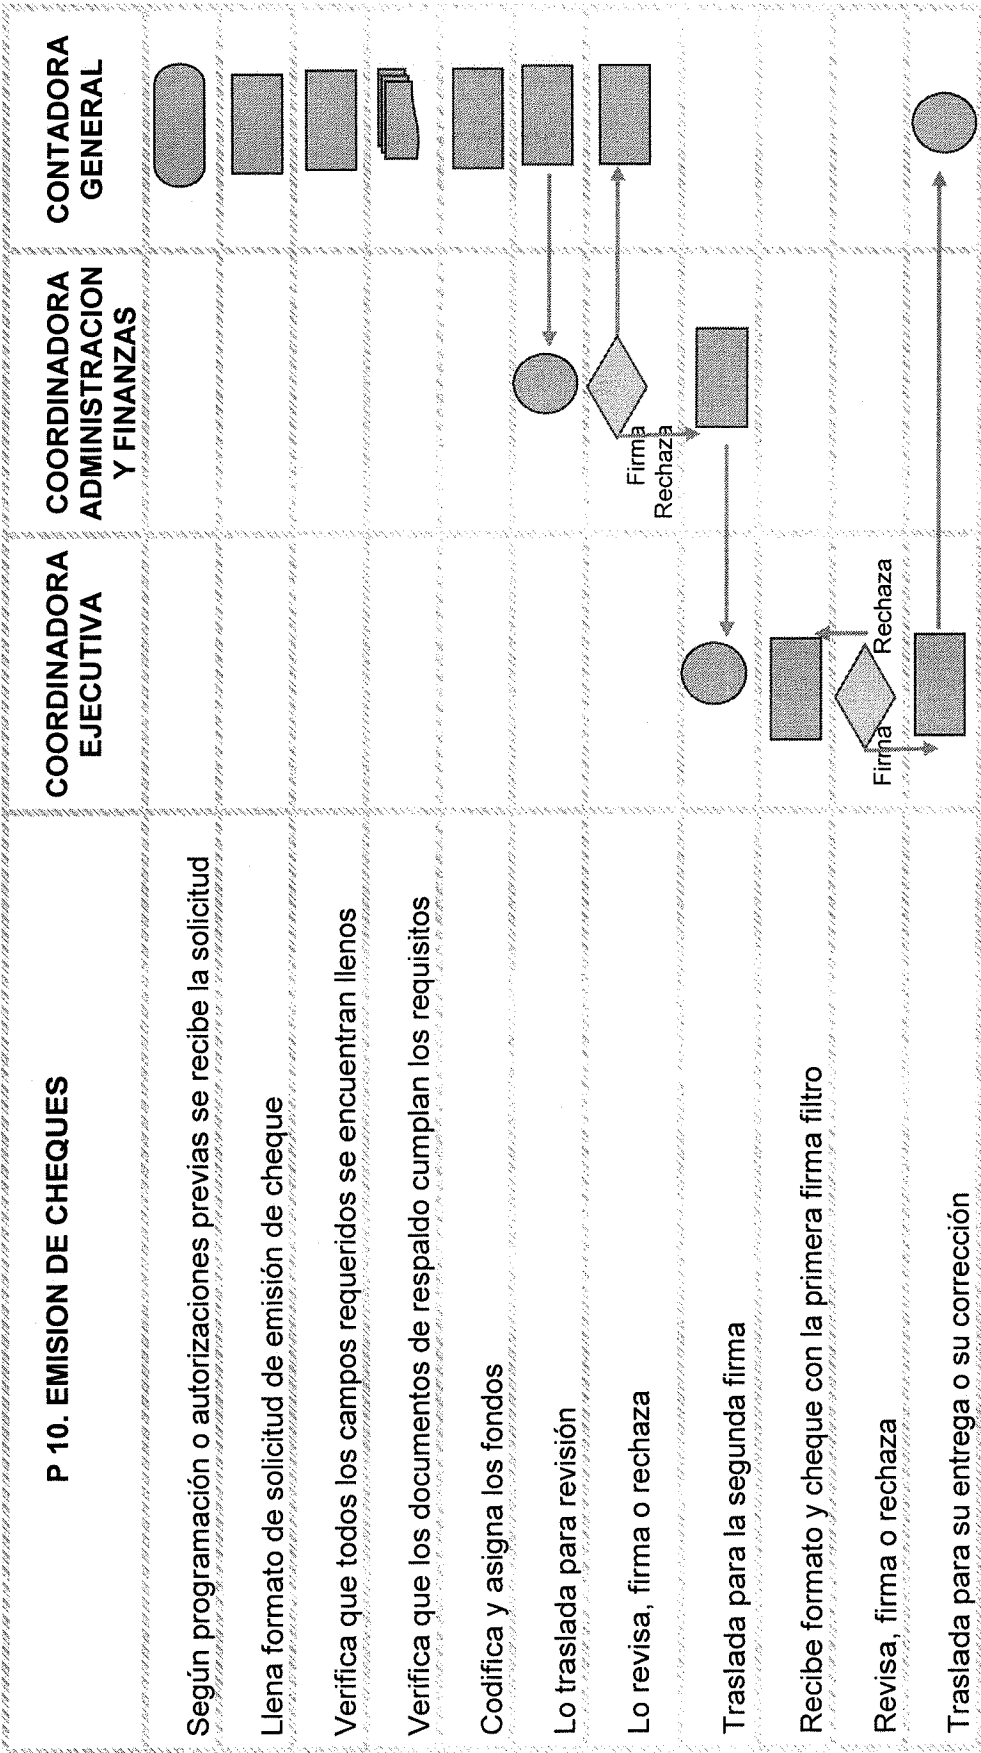 P 10. EMISION DE CHEQUES
COORDINADORA
EJECUTIVA
COORDINADORA
ADMINISTRACION
Y FINANZAS
CONTADORA
GENERAL
Según programación o autorizaciones previas se recibe la solicitud
Llena formato de solicitud de emisión de cheque
Verifica que todos los campos requeridos se encuentran llenos
Verifica que los documentos de respaldo cumplan los requisitos
Codifica y asigna los fondos
Lo traslada para revisión
Lo revisa, firma o rechaza
Firma
Rechaza
Traslada para la segunda firma
Recibe formato y cheque con la primera firma filtro
Revisa, firma o rechaza
Firma
Rechaza
Traslada para su entrega o su corrección